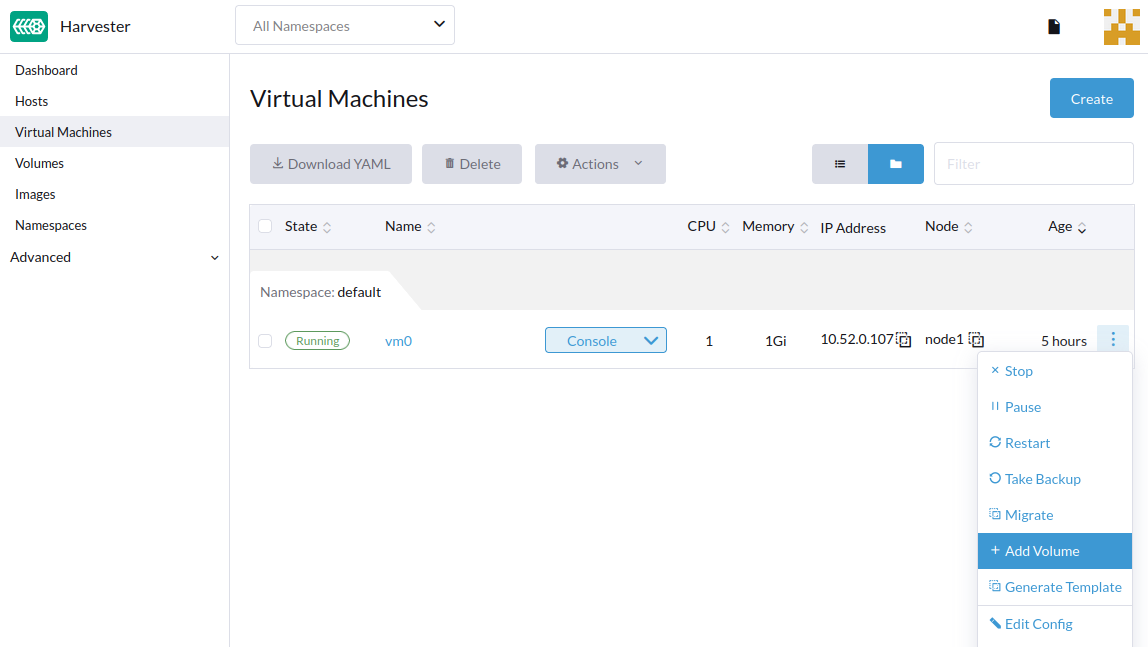 Harvester
All Namespaces
Dashboard
Hosts
Virtual Machines
Volumes
Images
Namespaces
Advanced
Virtual Machines
Create
Download YAML
Delete
Actions
Filter
State Name CPU Memory IP Address Node Age
Namespace: default
Running vm0 Console 1 1Gi 10.52.0.107 node1 5 hours
Stop
Pause
Restart
Take Backup
Migrate
+ Add Volume
Generate Template
Edit Config